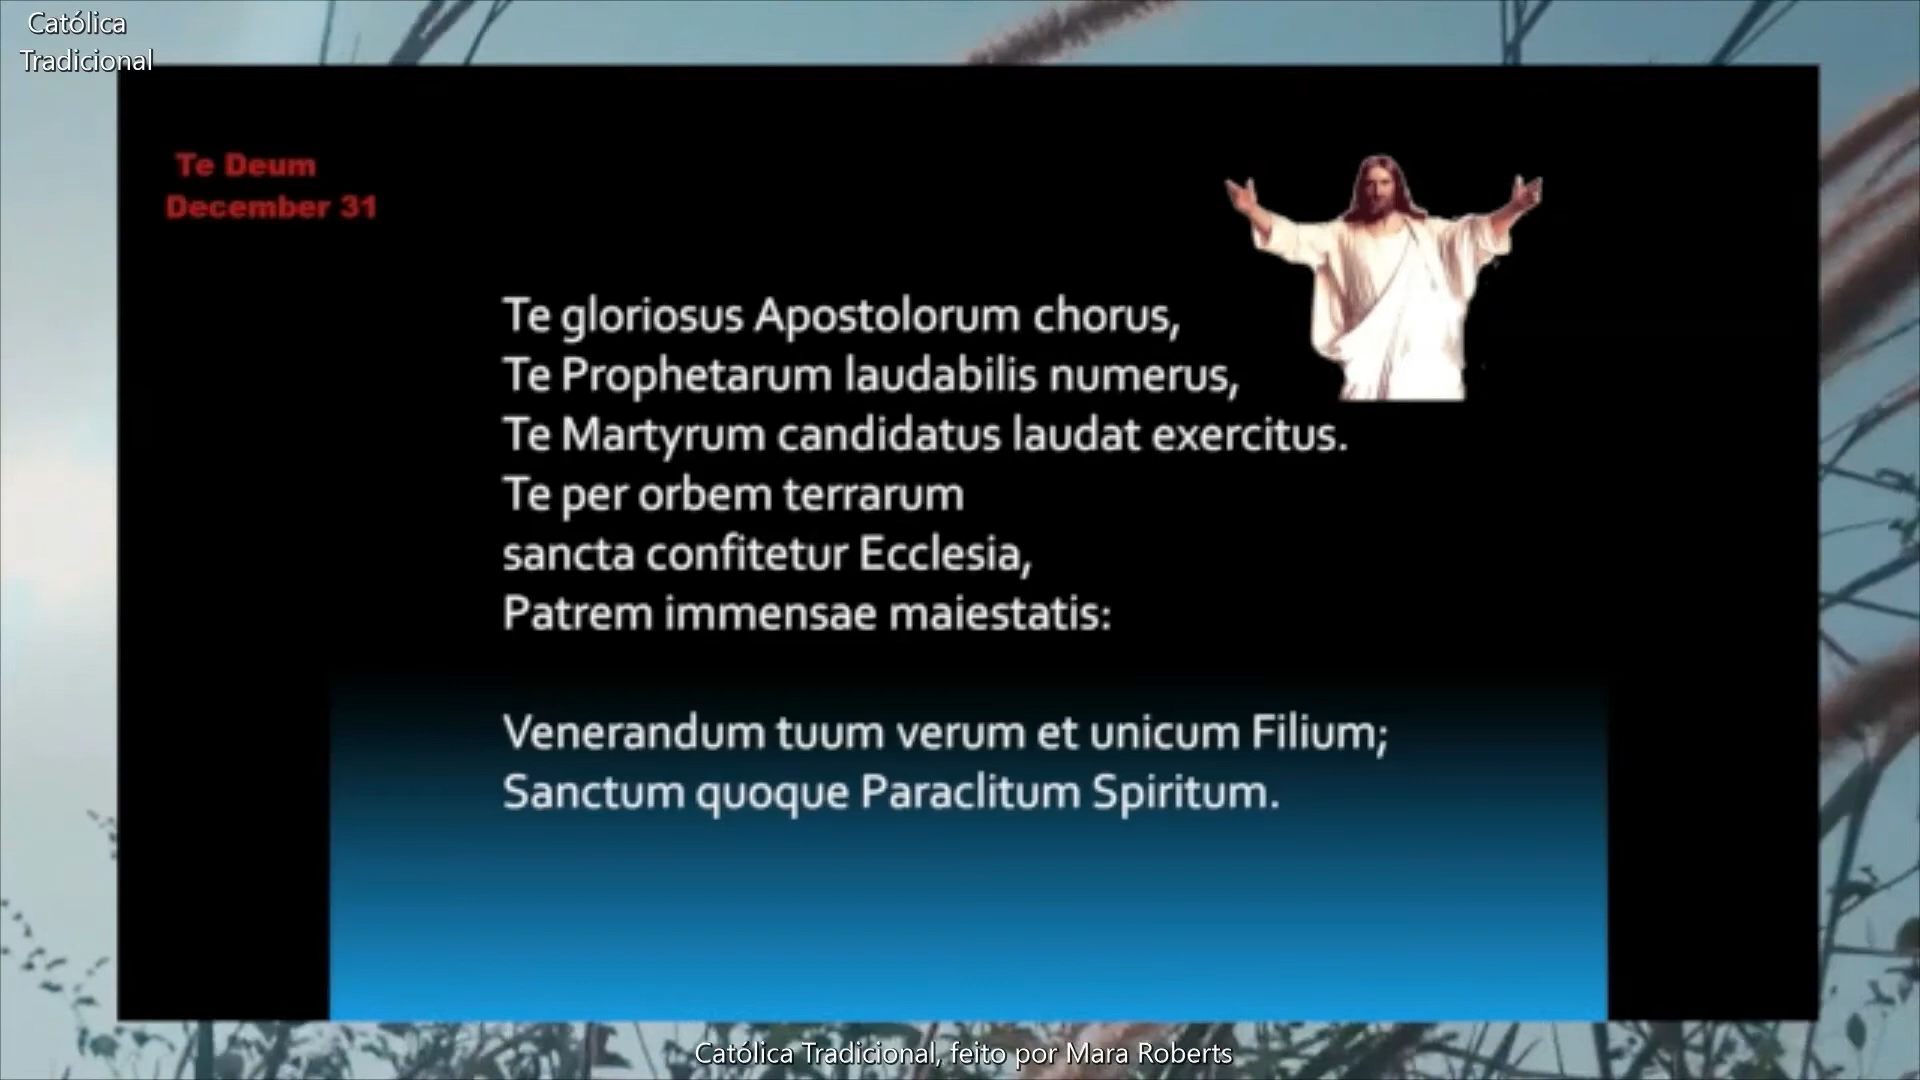 Católica
Tradicional
Te Deum
December 31
Te gloriosus Apostolorum chorus,
Te Prophetarum laudabilis numerus,
Te Martyrum candidatus laudat exercitus.
Te per orbem terrarum
sancta confitetur Ecclesia,
Patrem immensae maiestatis:
Venerandum tuum verum et unicum Filium;
Sanctum quoque Paraclitum Spiritum.
Católica Tradicional, feito por Mara Roberts